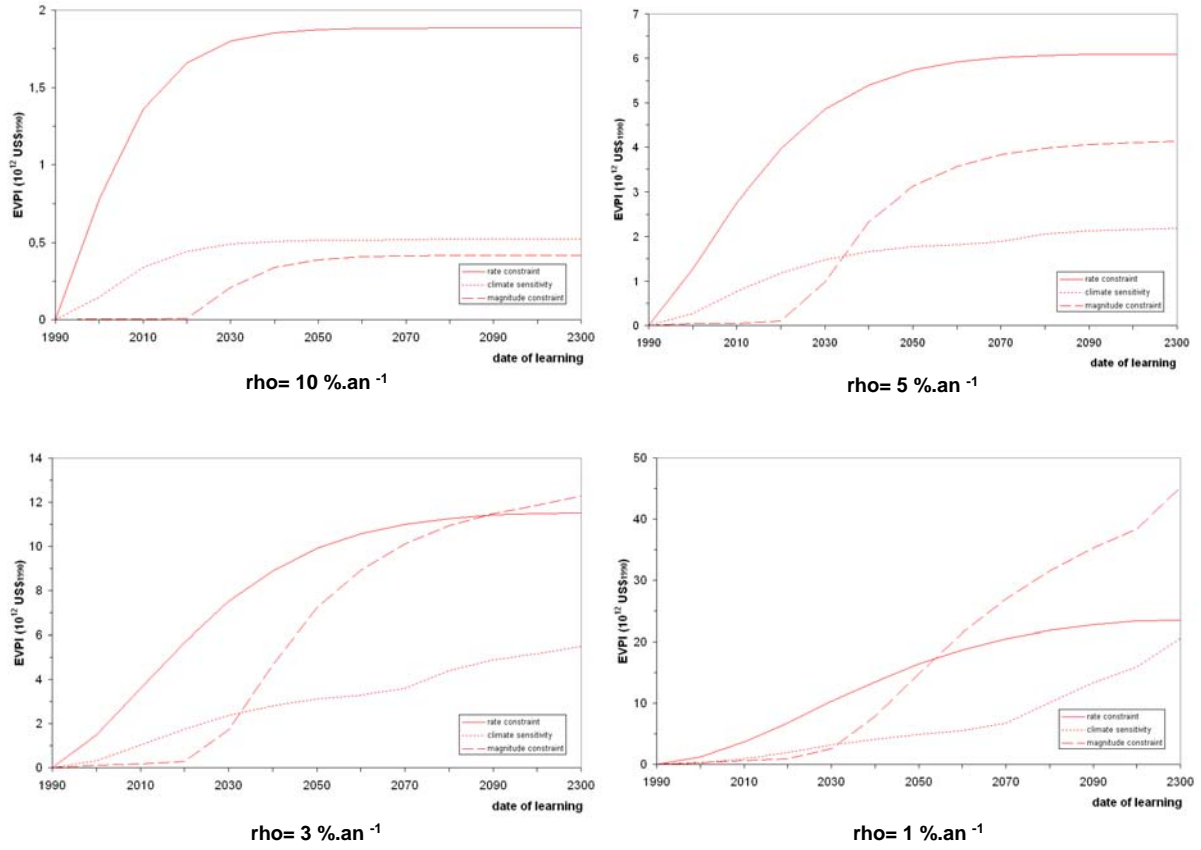 2
1,5
1
0,5
0
EVPI (10¹² US$1990)
rate constraint
climate sensitivity
magnitude constraint
1990 2010 2030 2050 2070 2090 2300
date of learning
rho= 10 %.an ⁻¹
7
6
5
4
3
2
1
0
EVPI (10¹² US$1990)
rate constraint
climate sensitivity
magnitude constraint
1990 2010 2030 2050 2070 2090 2300
date of learning
rho= 5 %.an ⁻¹
14
12
10
8
6
4
2
0
EVPI (10¹² US$1990)
rate constraint
climate sensitivity
magnitude constraint
1990 2010 2030 2050 2070 2090 2300
date of learning
rho= 3 %.an ⁻¹
50
40
30
20
10
0
EVPI (10¹² US$1990)
rate constraint
climate sensitivity
magnitude constraint
1990 2010 2030 2050 2070 2090 2300
date of learning
rho= 1 %.an ⁻¹